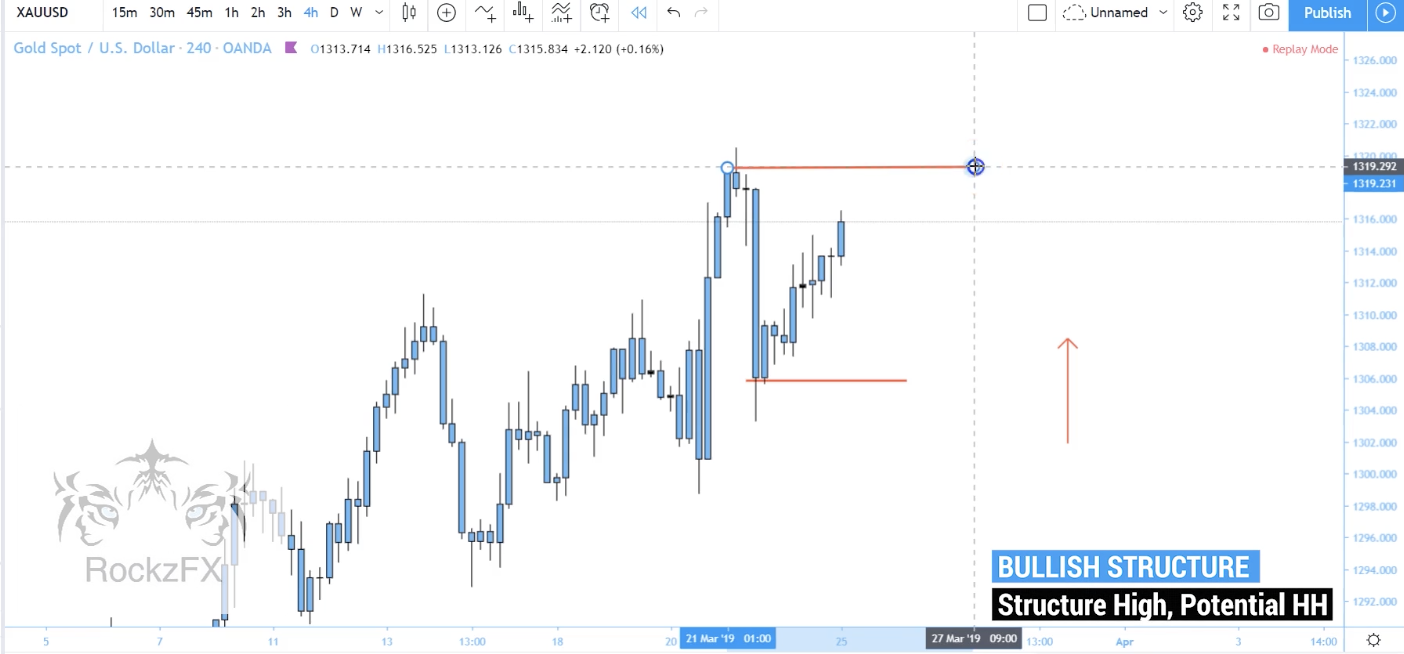 XAUUSD 15m 30m 45m 1h 2h 3h 4h D W Unnamed Publish
Gold Spot / U.S. Dollar · 240 · OANDA O1313.714 H1316.525 L1313.126 C1315.834 +2.120 (+0.16%)
Replay Mode
1326.000
1324.000
1322.000
1320.000
1319.292
1319.231
1316.000
1314.000
1312.000
1310.000
1308.000
1306.000
1304.000
1302.000
1300.000
1298.000
1296.000
1294.000
1292.000
RockzFX
BULLISH STRUCTURE
Structure High, Potential HH
5 7 11 13 13:00 18 20 21 Mar '19 01:00 25 27 Mar '19 09:00 13:00 Apr 3 14:00